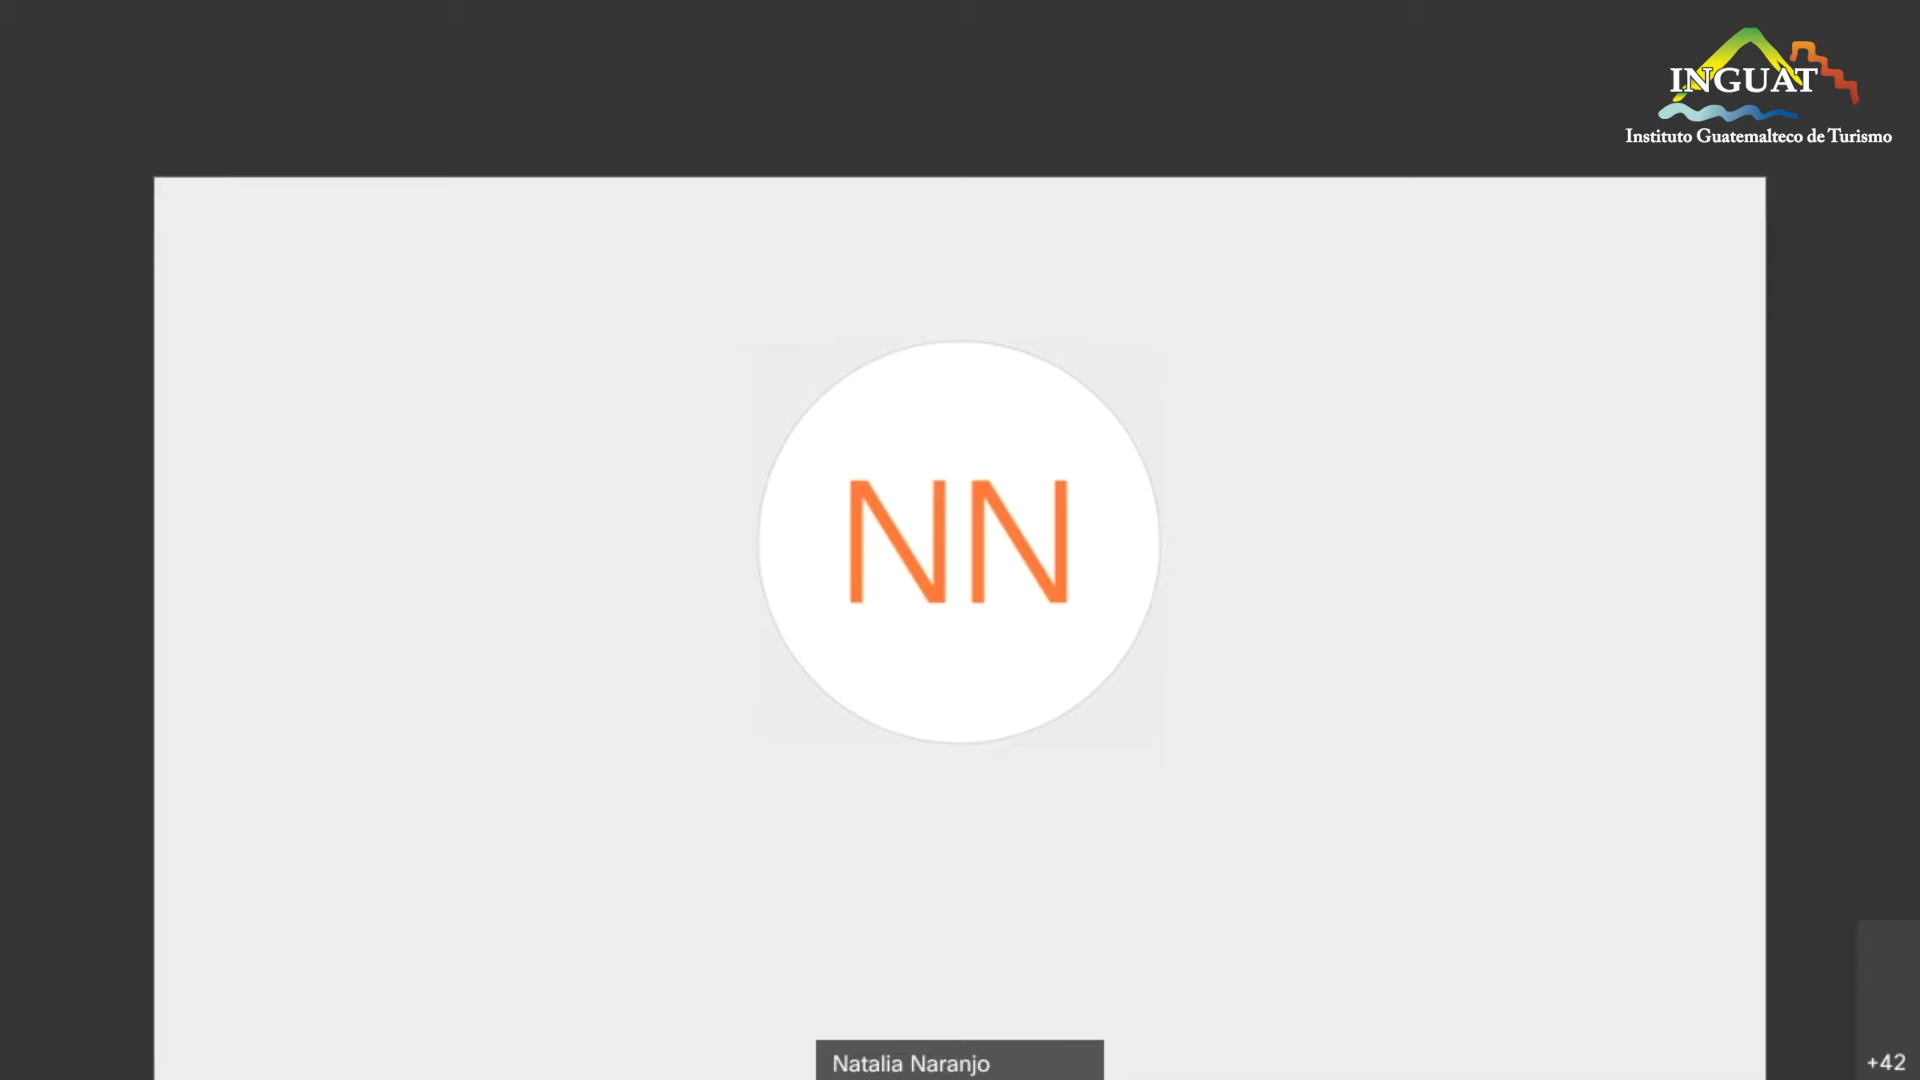 INGUAT
Instituto Guatemalteco de Turismo
NN
Natalia Naranjo
+42